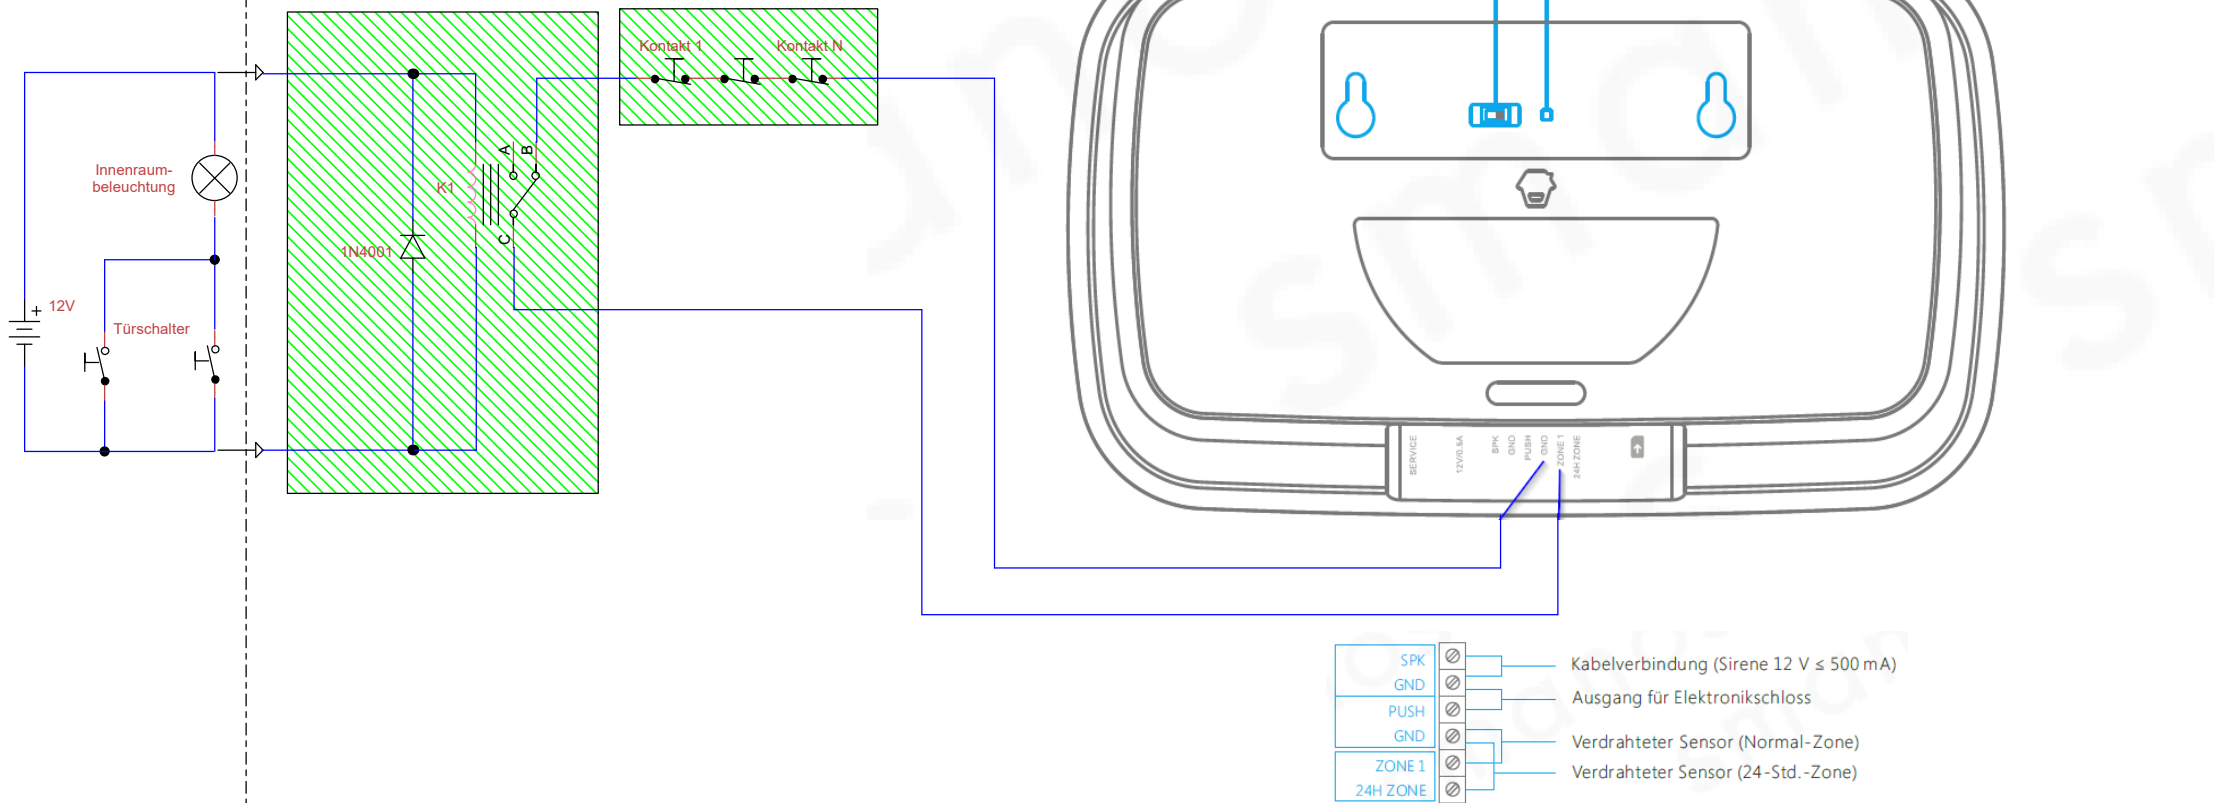 Kontakt 1
Kontakt N
Innenraum-
beleuchtung
A
B
K1
C
1N4001
+
12V
Türschalter
SERVICE
12V/0.5A
SPK
GND
PUSH
GND
ZONE 1
24H ZONE
SPK
GND
PUSH
GND
ZONE 1
24H ZONE
Kabelverbindung (Sirene 12 V ≤ 500 mA)
Ausgang für Elektronikschloss
Verdrahteter Sensor (Normal-Zone)
Verdrahteter Sensor (24-Std.-Zone)